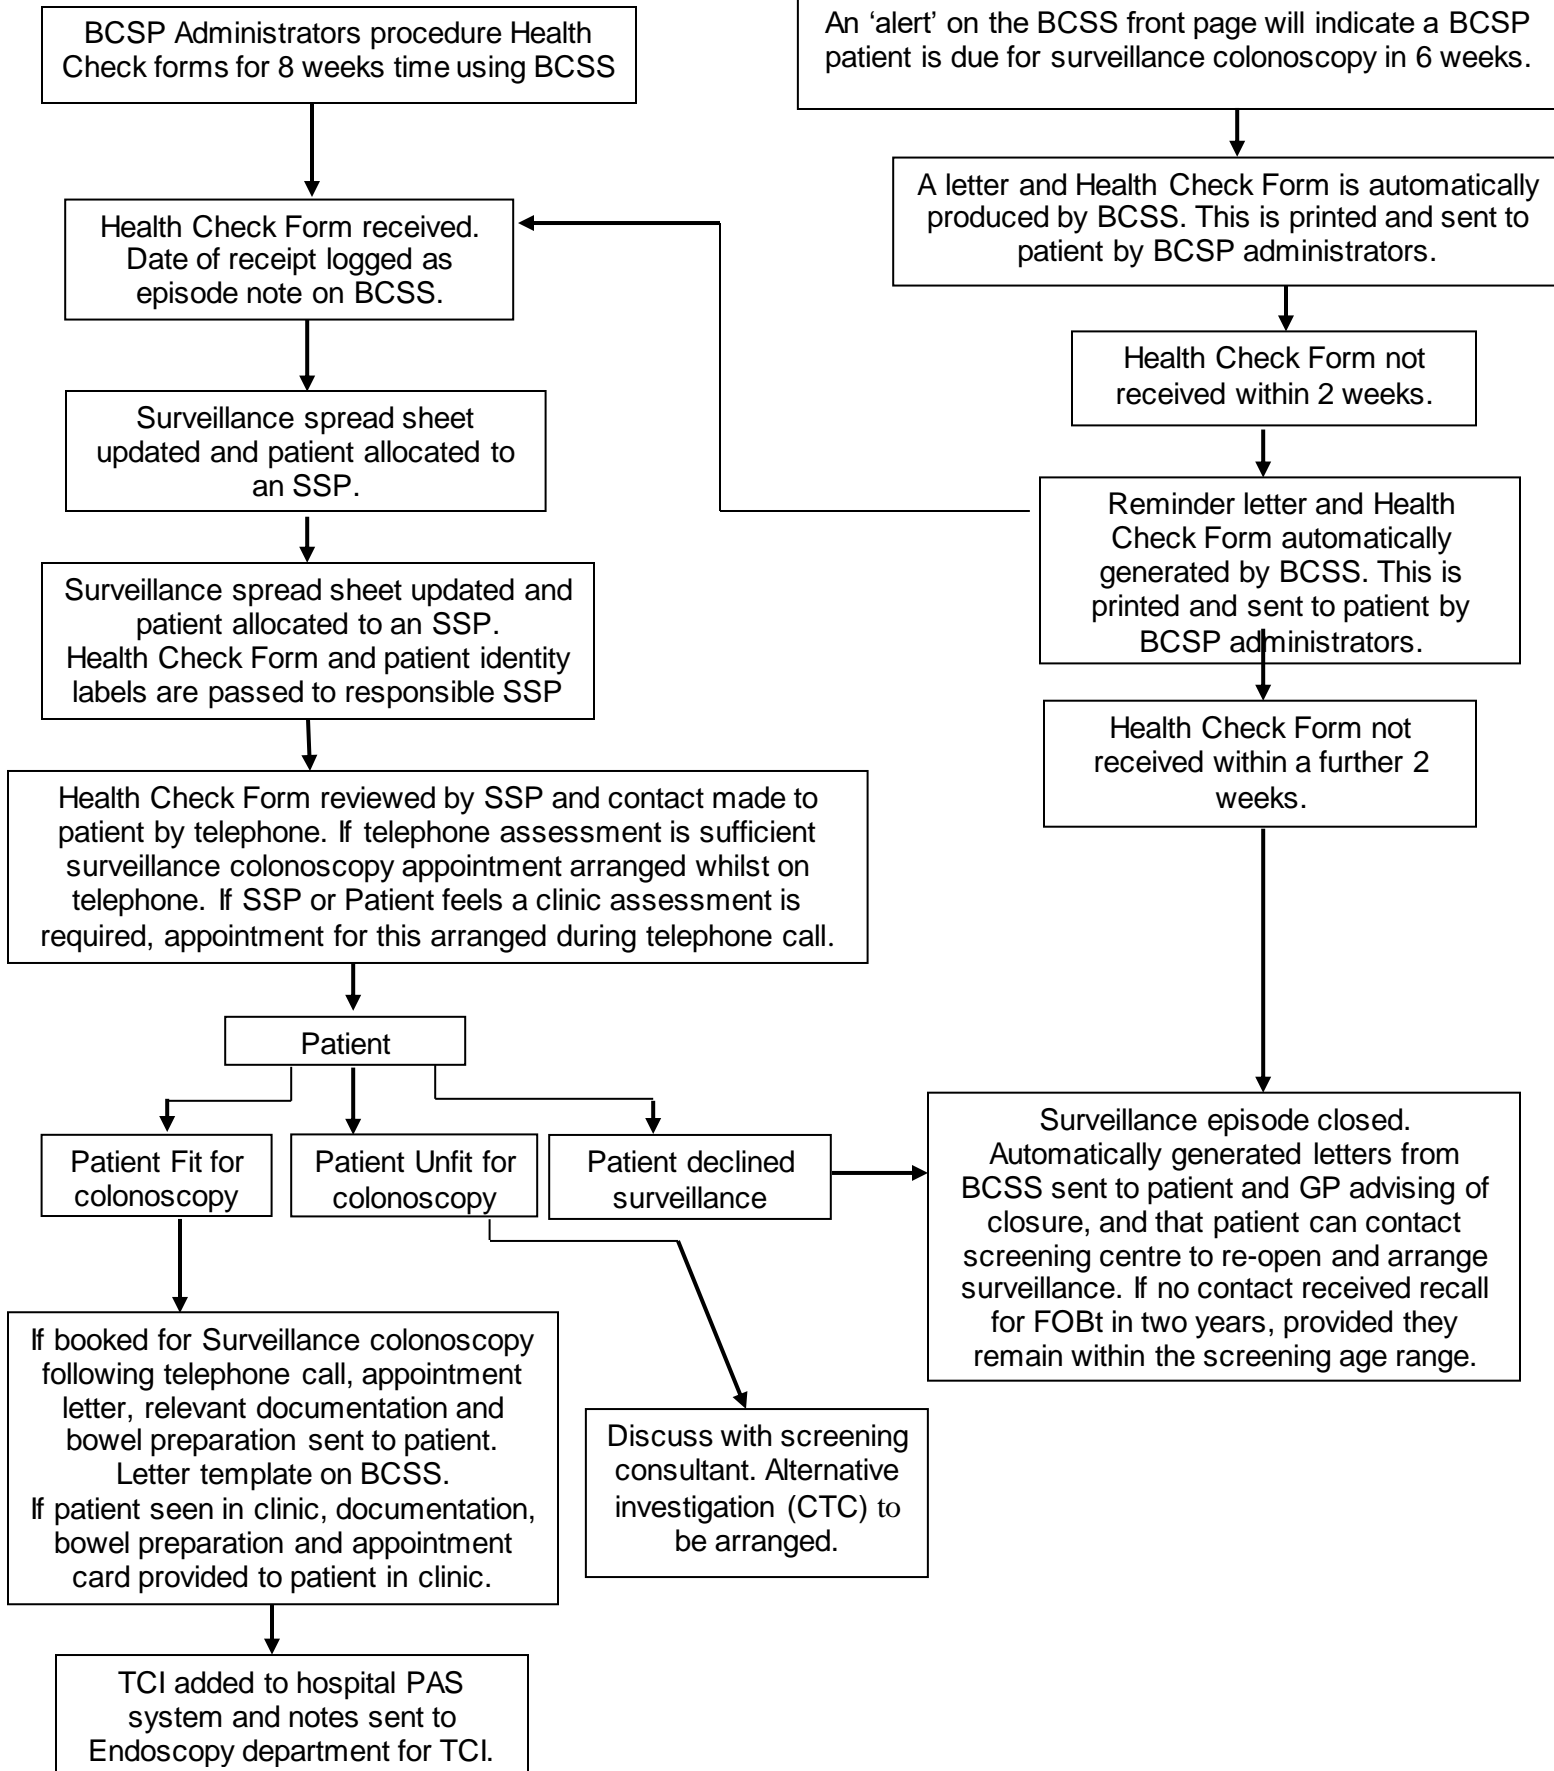 BCSP Administrators procedure Health
Check forms for 8 weeks time using BCSS
An ‘alert’ on the BCSS front page will indicate a BCSP
patient is due for surveillance colonoscopy in 6 weeks.
A letter and Health Check Form is automatically
produced by BCSS. This is printed and sent to
patient by BCSP administrators.
Health Check Form received.
Date of receipt logged as
episode note on BCSS.
Health Check Form not
received within 2 weeks.
Surveillance spread sheet
updated and patient allocated to
an SSP.
Reminder letter and Health
Check Form automatically
generated by BCSS. This is
printed and sent to patient by
BCSP administrators.
Surveillance spread sheet updated and
patient allocated to an SSP.
Health Check Form and patient identity
labels are passed to responsible SSP
Health Check Form not
received within a further 2
weeks.
Health Check Form reviewed by SSP and contact made to
patient by telephone. If telephone assessment is sufficient
surveillance colonoscopy appointment arranged whilst on
telephone. If SSP or Patient feels a clinic assessment is
required, appointment for this arranged during telephone call.
Patient
Patient Fit for
colonoscopy
Patient Unfit for
colonoscopy
Patient declined
surveillance
Surveillance episode closed.
Automatically generated letters from
BCSS sent to patient and GP advising of
closure, and that patient can contact
screening centre to re-open and arrange
surveillance. If no contact received recall
for FOBt in two years, provided they
remain within the screening age range.
If booked for Surveillance colonoscopy
following telephone call, appointment
letter, relevant documentation and
bowel preparation sent to patient.
Letter template on BCSS.
If patient seen in clinic, documentation,
bowel preparation and appointment
card provided to patient in clinic.
Discuss with screening
consultant. Alternative
investigation (CTC) to
be arranged.
TCI added to hospital PAS
system and notes sent to
Endoscopy department for TCI.